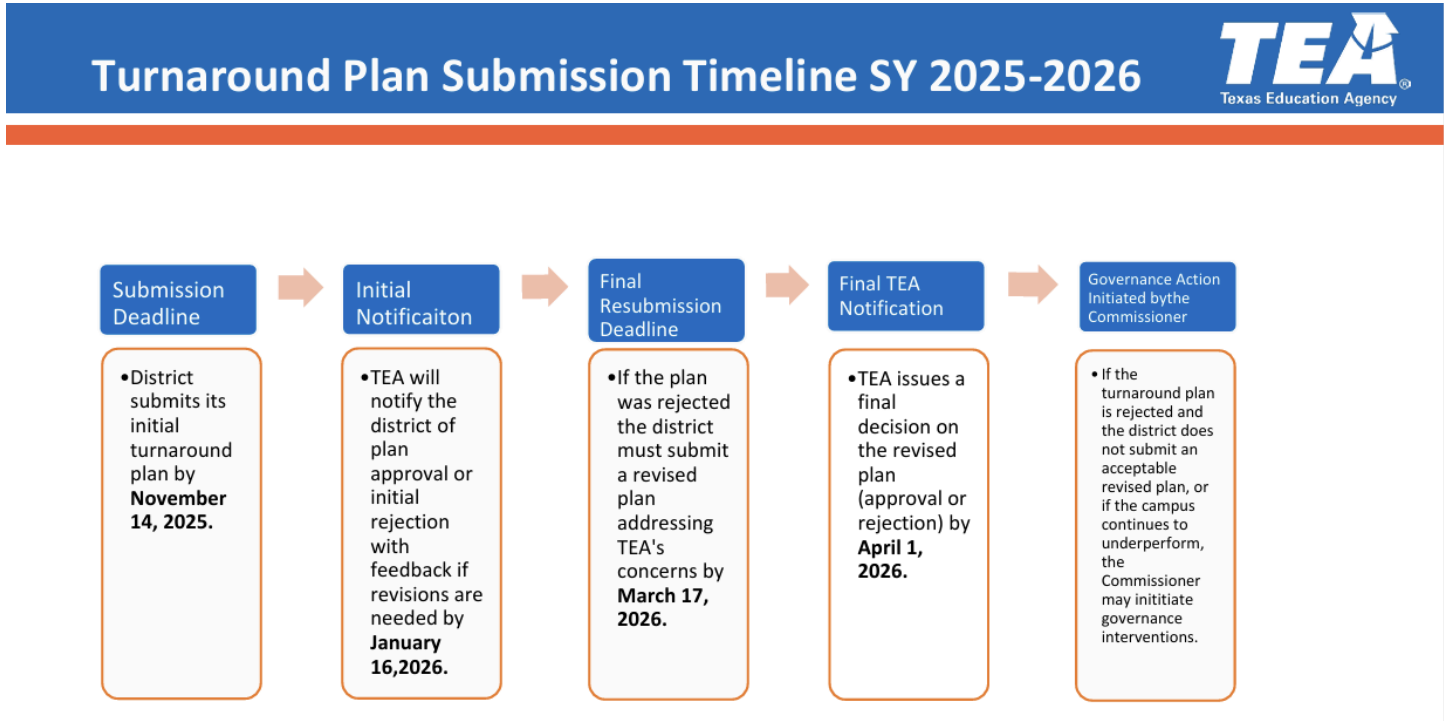 Turnaround Plan Submission Timeline SY 2025-2026
TEA®
Texas Education Agency
Submission
Deadline
•District
submits its
initial
turnaround
plan by
November
14, 2025.
Initial
Notificaiton
•TEA will
notify the
district of
plan
approval or
initial
rejection
with
feedback if
revisions are
needed by
January
16,2026.
Final
Resubmission
Deadline
•If the plan
was rejected
the district
must submit
a revised
plan
addressing
TEA's
concerns by
March 17,
2026.
Final TEA
Notification
•TEA issues a
final
decision on
the revised
plan
(approval or
rejection) by
April 1,
2026.
Governance Action
Initiated bythe
Commissioner
• If the
turnaround plan
is rejected and
the district does
not submit an
acceptable
revised plan, or
if the campus
continues to
underperform,
the
Commissioner
may inititiate
governance
interventions.